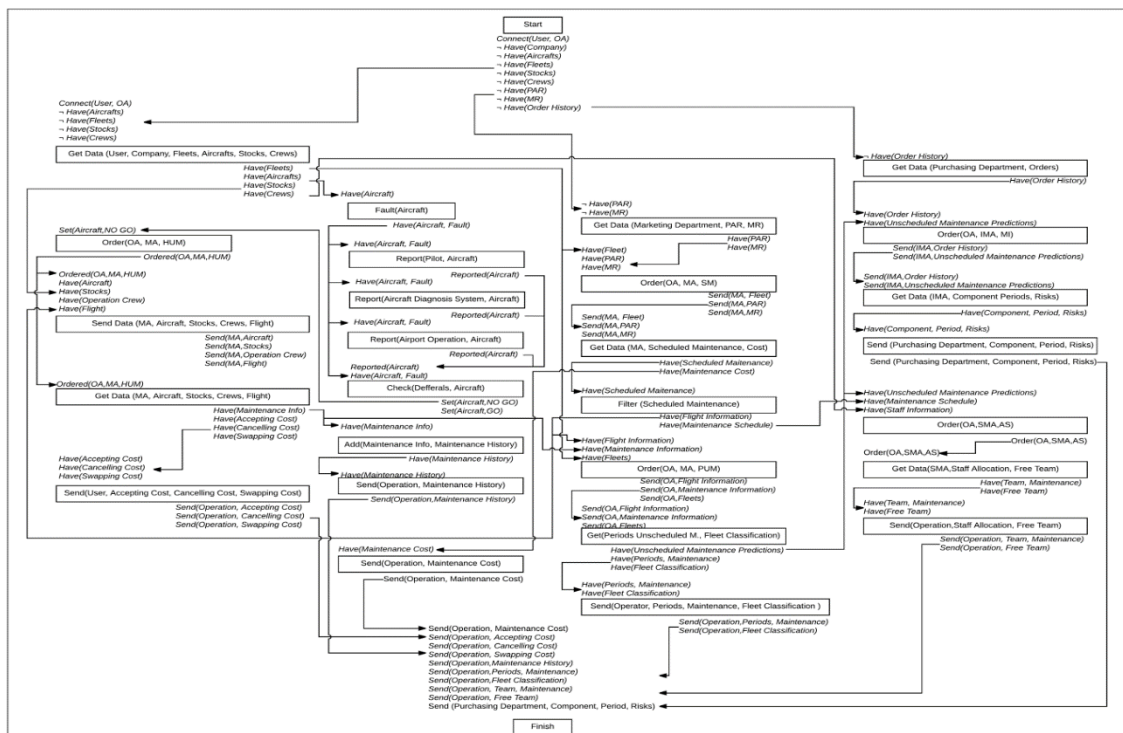 Start
Connect(User, OA)
¬ Have(Company)
¬ Have(Aircrafts)
¬ Have(Fleets)
¬ Have(Stocks)
¬ Have(Crews)
¬ Have(PAR)
¬ Have(MR)
¬ Have(Order History)
Connect(User, OA)
¬ Have(Aircrafts)
¬ Have(Fleets)
¬ Have(Stocks)
¬ Have(Crews)
Get Data (User, Company, Fleets, Aircrafts, Stocks, Crews)
Have(Fleets)
Have(Aircrafts)
Have(Stocks)
Have(Crews)
Set(Aircraft,NO GO)
Order(OA, MA, HUM)
Ordered(OA,MA,HUM)
Ordered(OA,MA,HUM)
Have(Aircraft)
Have(Stocks)
Have(Operation Crew)
Have(Flight)
Send Data (MA, Aircraft, Stocks, Crews, Flight)
Send(MA,Aircraft)
Send(MA,Stocks)
Send(MA,Operation Crew)
Send(MA,Flight)
Ordered(OA,MA,HUM)
Get Data (MA, Aircraft, Stocks, Crews, Flight)
Have(Maintenance Info)
Have(Accepting Cost)
Have(Cancelling Cost)
Have(Swapping Cost)
Have(Accepting Cost)
Have(Cancelling Cost)
Have(Swapping Cost)
Send(User, Accepting Cost, Cancelling Cost, Swapping Cost)
Send(Operation, Accepting Cost)
Send(Operation, Cancelling Cost)
Send(Operation, Swapping Cost)
Have(Aircraft)
Fault(Aircraft)
Have(Aircraft, Fault)
Have(Aircraft, Fault)
Report(Pilot, Aircraft)
Reported(Aircraft)
Have(Aircraft, Fault)
Report(Aircraft Diagnosis System, Aircraft)
Reported(Aircraft)
Have(Aircraft, Fault)
Report(Airport Operation, Aircraft)
Reported(Aircraft)
Reported(Aircraft)
Have(Aircraft, Fault)
Check(Defferals, Aircraft)
Set(Aircraft,NO GO)
Set(Aircraft,GO)
Have(Maintenance Info)
Add(Maintenance Info, Maintenance History)
Have(Maintenance History)
Have(Maintenance History)
Send(Operation, Maintenance History)
Send(Operation,Maintenance History)
Have(Maintenance Cost)
Send(Operation, Maintenance Cost)
Send(Operation, Maintenance Cost)
¬ Have(PAR)
¬ Have(MR)
Get Data (Marketing Department, PAR, MR)
Have(PAR)
Have(MR)
Have(Fleet)
Have(PAR)
Have(MR)
Order(OA, MA, SM)
Send(MA, Fleet)
Send(MA,PAR)
Send(MA,MR)
Send(MA, Fleet)
Send(MA,PAR)
Send(MA,MR)
Get Data (MA, Scheduled Maintenance, Cost)
Have(Scheduled Maitenance)
Have(Maintenance Cost)
Have(Scheduled Maitenance)
Filter (Scheduled Maintenance)
Have(Flight Information)
Have(Maintenance Schedule)
Have(Flight Information)
Have(Maintenance Information)
Have(Fleets)
Order(OA, MA, PUM)
Send(OA,Flight Information)
Send(OA,Maintenance Information)
Send(OA,Fleets)
Send(OA,Flight Information)
Send(OA,Maintenance Information)
Send(OA,Fleets)
Get(Periods Unscheduled M., Fleet Classification)
Have(Unscheduled Maintenance Predictions)
Have(Periods, Maintenance)
Have(Fleet Classification)
Have(Periods, Maintenance)
Have(Fleet Classification)
Send(Operator, Periods, Maintenance, Fleet Classification )
Send(Operation,Periods, Maintenance)
Send(Operation,Fleet Classification)
¬ Have(Order History)
Get Data (Purchasing Department, Orders)
Have(Order History)
Have(Order History)
Have(Unscheduled Maintenance Predictions)
Order(OA, IMA, MI)
Send(IMA,Order History)
Send(IMA,Unscheduled Maintenance Predictions)
Send(IMA,Order History)
Send(IMA,Unscheduled Maintenance Predictions)
Get Data (IMA, Component Periods, Risks)
Have(Component, Period, Risks)
Have(Component, Period, Risks)
Send (Purchasing Department, Component, Period, Risks)
Send (Purchasing Department, Component, Period, Risks)
Have(Unscheduled Maintenance Predictions)
Have(Maintenance Schedule)
Have(Staff Information)
Order(OA,SMA,AS)
Order(OA,SMA,AS)
Order(OA,SMA,AS)
Get Data(SMA,Staff Allocation, Free Team)
Have(Team, Maintenance)
Have(Free Team)
Have(Team, Maintenance)
Have(Free Team)
Send(Operation,Staff Allocation, Free Team)
Send(Operation, Team, Maintenance)
Send(Operation, Free Team)
Send(Operation, Maintenance Cost)
Send(Operation, Accepting Cost)
Send(Operation, Cancelling Cost)
Send(Operation, Swapping Cost)
Send(Operation,Maintenance History)
Send(Operation,Periods, Maintenance)
Send(Operation,Fleet Classification)
Send(Operation, Team, Maintenance)
Send(Operation, Free Team)
Send (Purchasing Department, Component, Period, Risks)
Finish